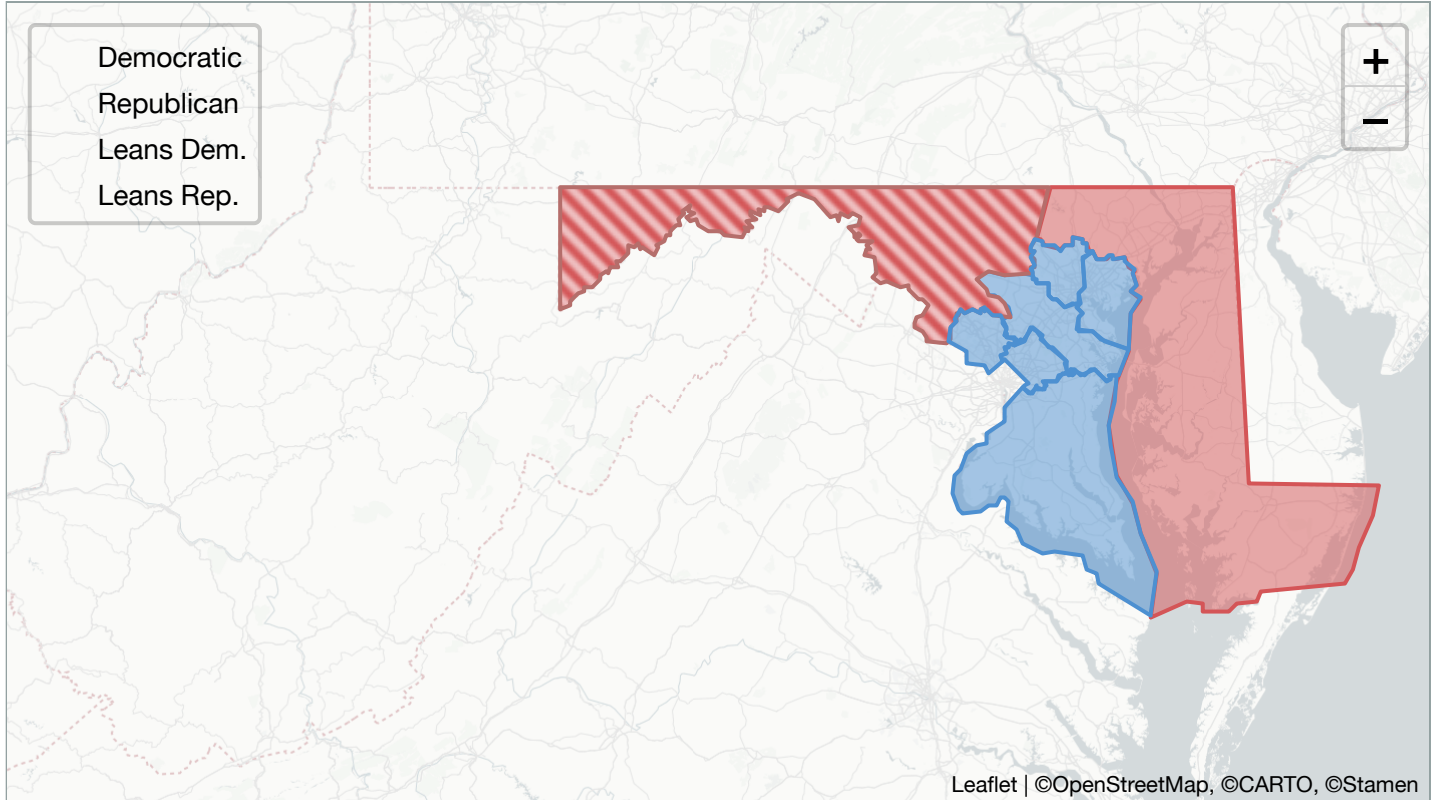 Democratic
Republican
Leans Dem.
Leans Rep.
+
−
Leaflet | ©OpenStreetMap, ©CARTO, ©Stamen